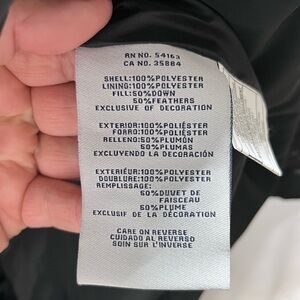 RN NO. 54163
CA NO. 35884
SHELL:100%POLYESTER
LINING:100%POLYESTER
FILL:50%DOWN
50%FEATHERS
EXCLUSIVE OF DECORATION
EXTERIOR:100%POLIÉSTER
FORRO:100%POLIÉSTER
RELLENO:50%PLUMÓN
50%PLUMAS
EXCLUYENDO LA DECORACIÓN
EXTÉRIEUR:100%POLYESTER
DOUBLURE:100%POLYESTER
REMPLISSAGE:
50%DUVET DE
FAISCEAU
50%PLUME
EXCLUSIF DE LA DÉCORATION
CARE ON REVERSE
CUIDADO AL REVERSO
SOIN SUR L'INVERSE